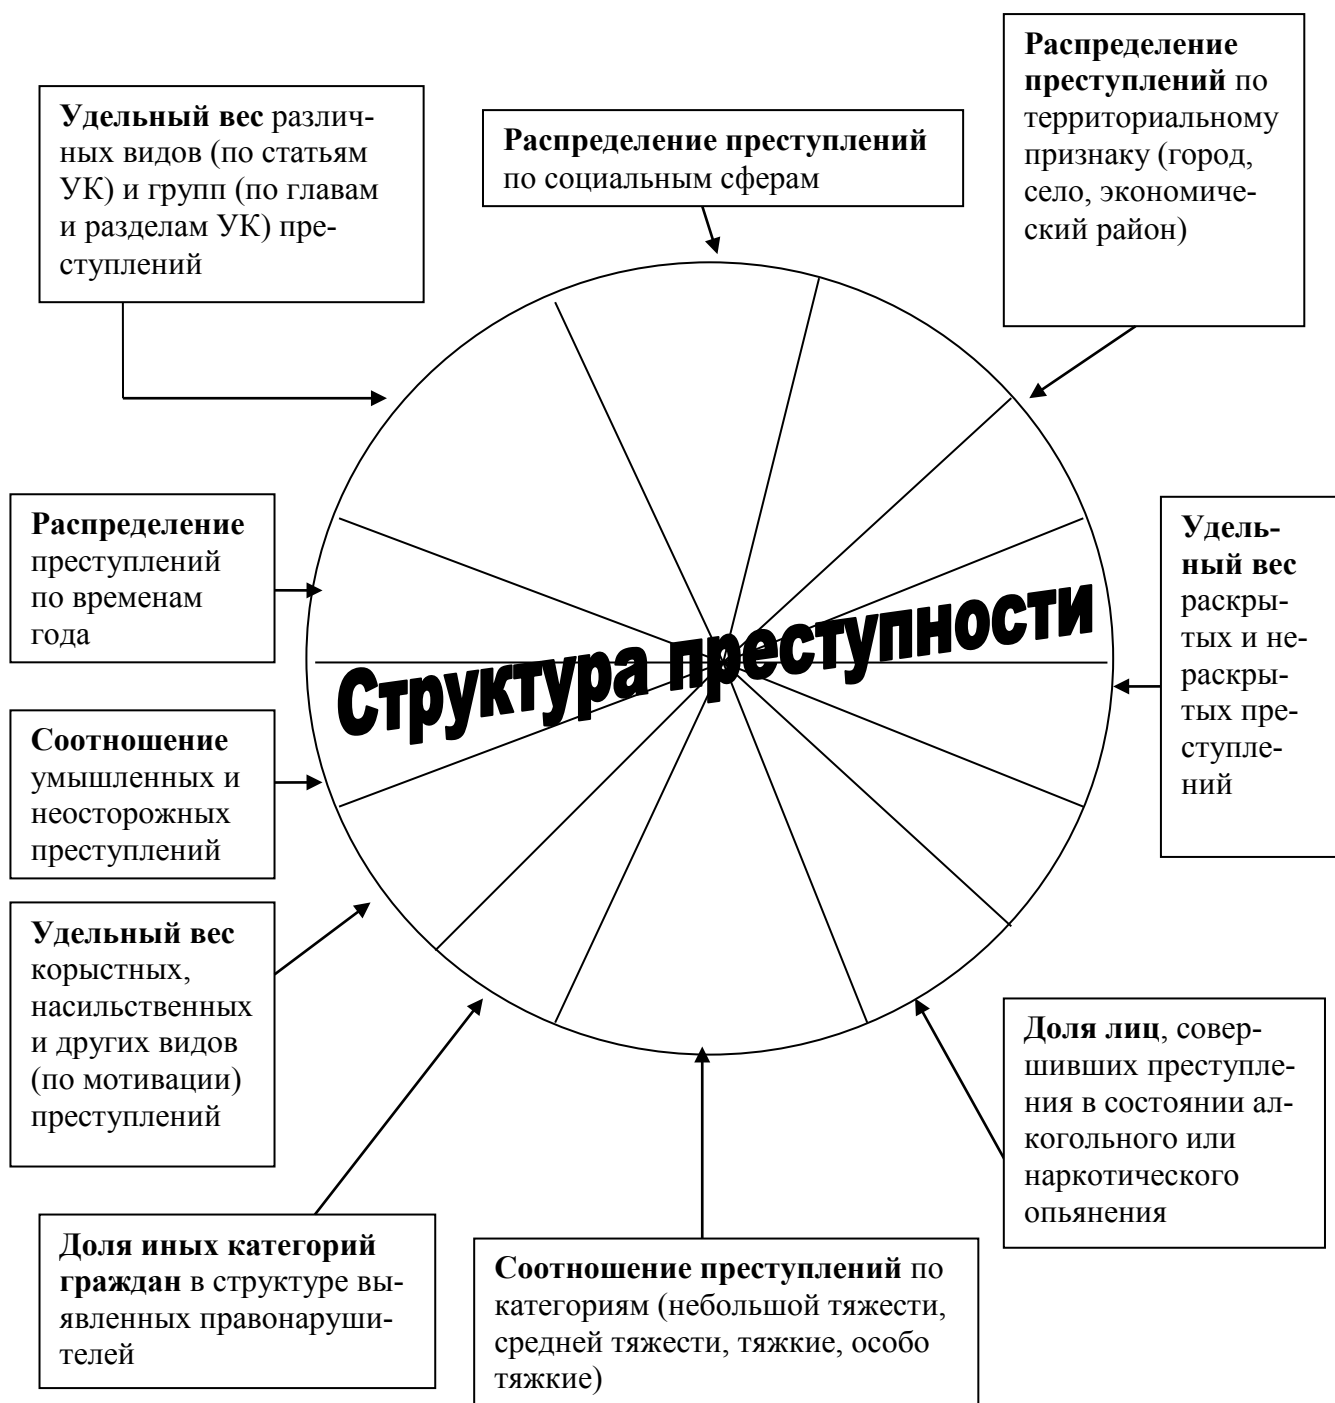 Распределение
преступлений по
территориальному
признаку (город,
село, экономиче-
ский район)
Удельный вес различ-
ных видов (по статьям
УК) и групп (по главам
и разделам УК) пре-
ступлений
Распределение преступлений
по социальным сферам
Распределение
преступлений
по временам
года
Удель-
ный вес
раскры-
тых и не-
раскры-
тых пре-
ступле-
ний
Структура преступности
Соотношение
умышленных и
неосторожных
преступлений
Удельный вес
корыстных,
насильственных
и других видов
(по мотивации)
преступлений
Доля лиц, совер-
шивших преступле-
ния в состоянии ал-
когольного или
наркотического
опьянения
Доля иных категорий
граждан в структуре вы-
явленных правонаруши-
телей
Соотношение преступлений по
категориям (небольшой тяжести,
средней тяжести, тяжкие, особо
тяжкие)